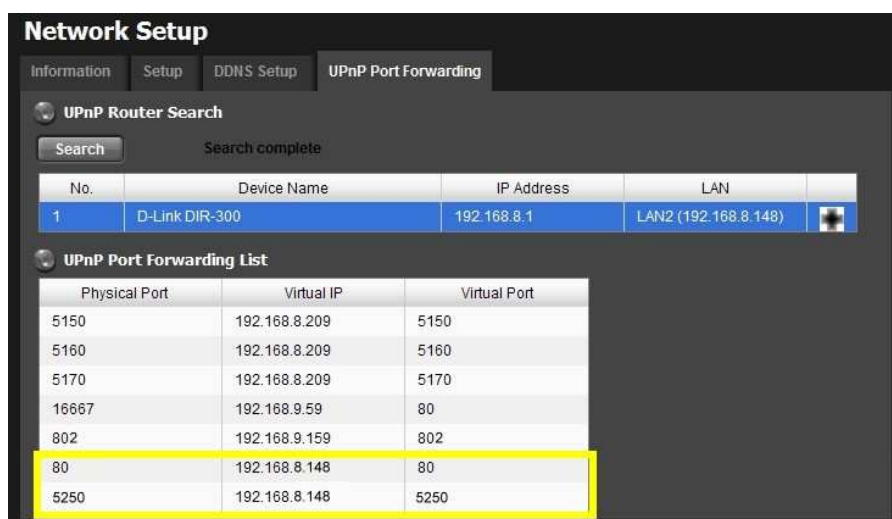 Network Setup
Information Setup DDNS Setup UPnP Port Forwarding
UPnP Router Search
Search Search complete
No. Device Name IP Address LAN
1 D-Link DIR-300 192.168.8.1 LAN2 (192.168.8.148)
UPnP Port Forwarding List
Physical Port Virtual IP Virtual Port
5150 192.168.8.209 5150
5160 192.168.8.209 5160
5170 192.168.8.209 5170
16667 192.168.9.59 80
802 192.168.9.159 802
80 192.168.8.148 80
5250 192.168.8.148 5250